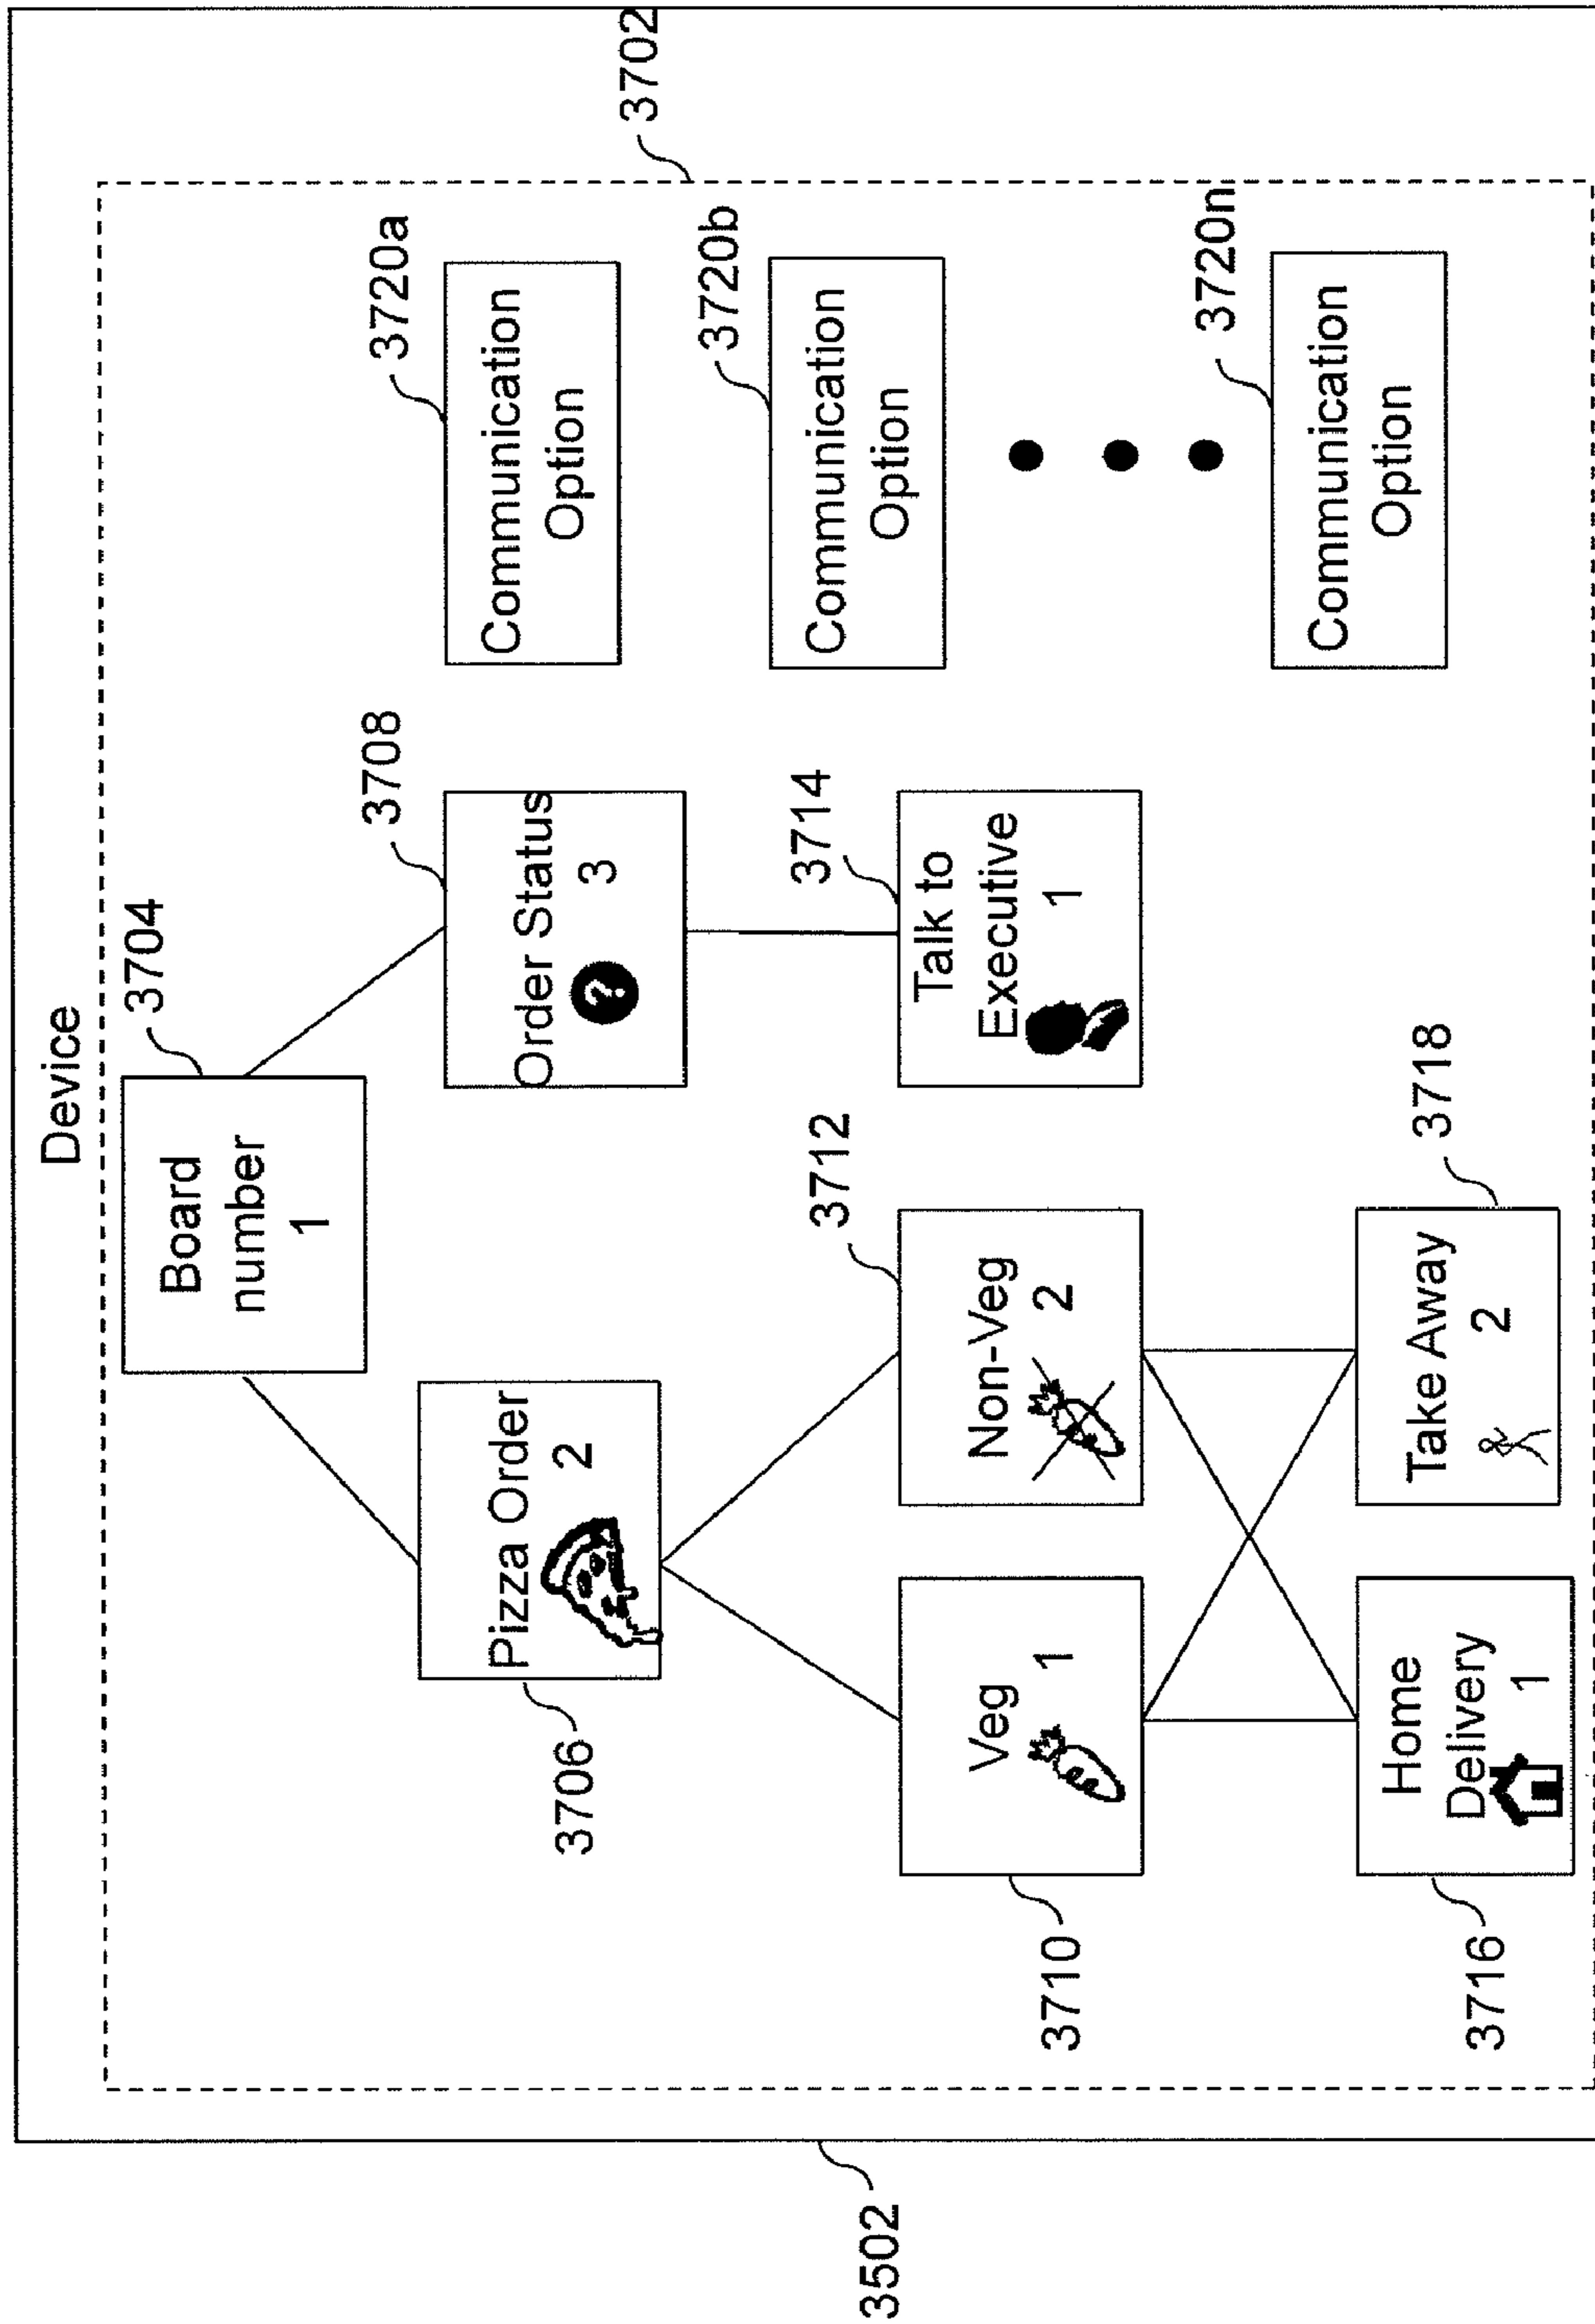 Device
3502
3702
3704
Board
number
1
3706
Pizza Order
2
3708
Order Status
?
3
3720a
Communication
Option
3720b
Communication
Option
3720n
Communication
Option
3710
Veg
1
3712
Non-Veg
2
3714
Talk to
Executive
1
3716
Home
Delivery
1
3718
Take Away
2